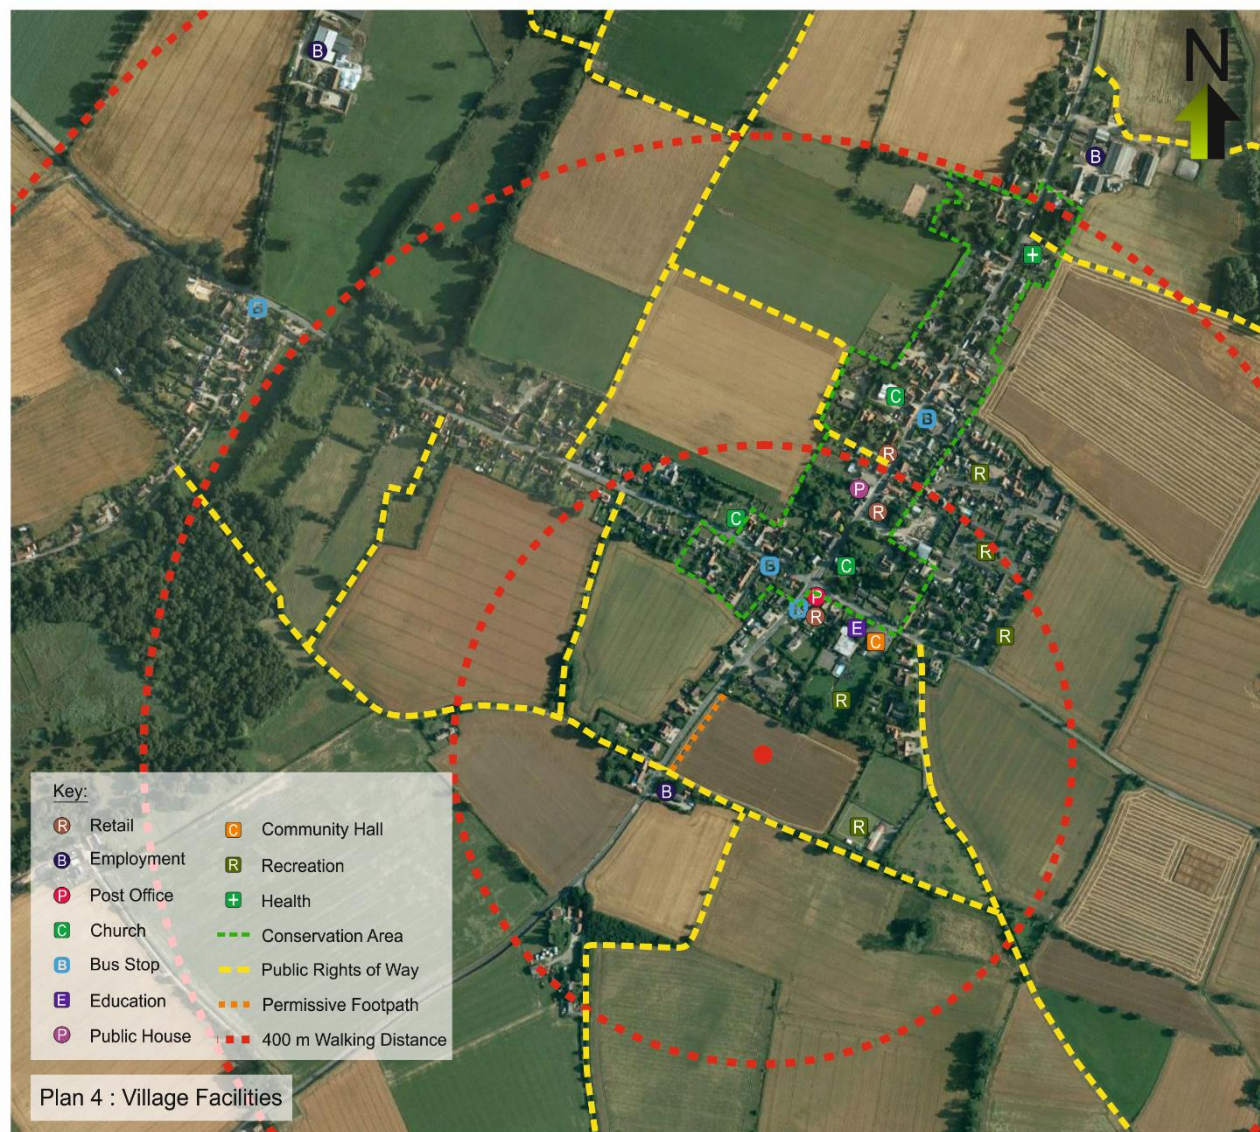 B
N
B
+
B
C
B
R
R
P
R
C
R
B
C
P
B
R
E
C
R
R
B
R
Key:
R Retail
B Employment
P Post Office
C Church
B Bus Stop
E Education
P Public House
C Community Hall
R Recreation
+ Health
Conservation Area
Public Rights of Way
Permissive Footpath
400 m Walking Distance
Plan 4 : Village Facilities